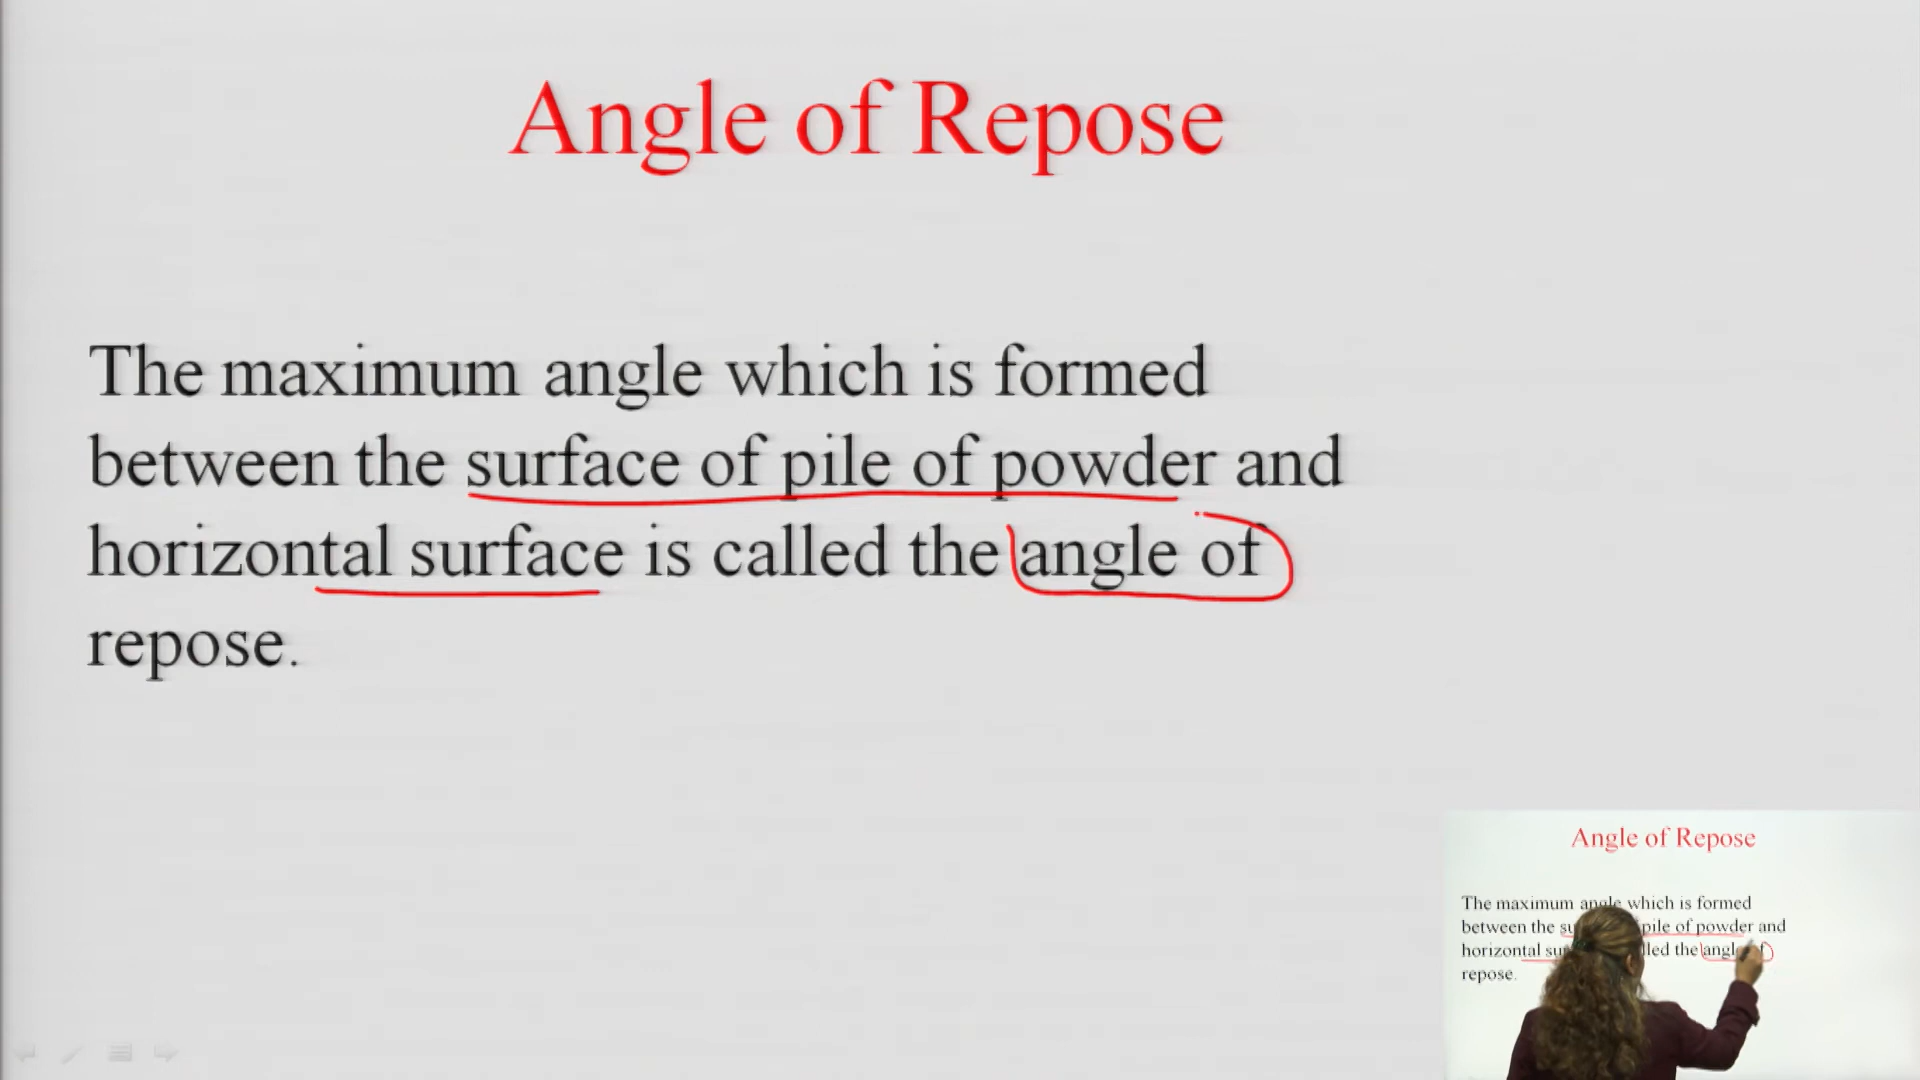 Angle of Repose
The maximum angle which is formed
between the surface of pile of powder and
horizontal surface is called the angle of
repose.
Angle of Repose
The maximum angle which is formed
between the pile of powder and
horizontal the
repose.